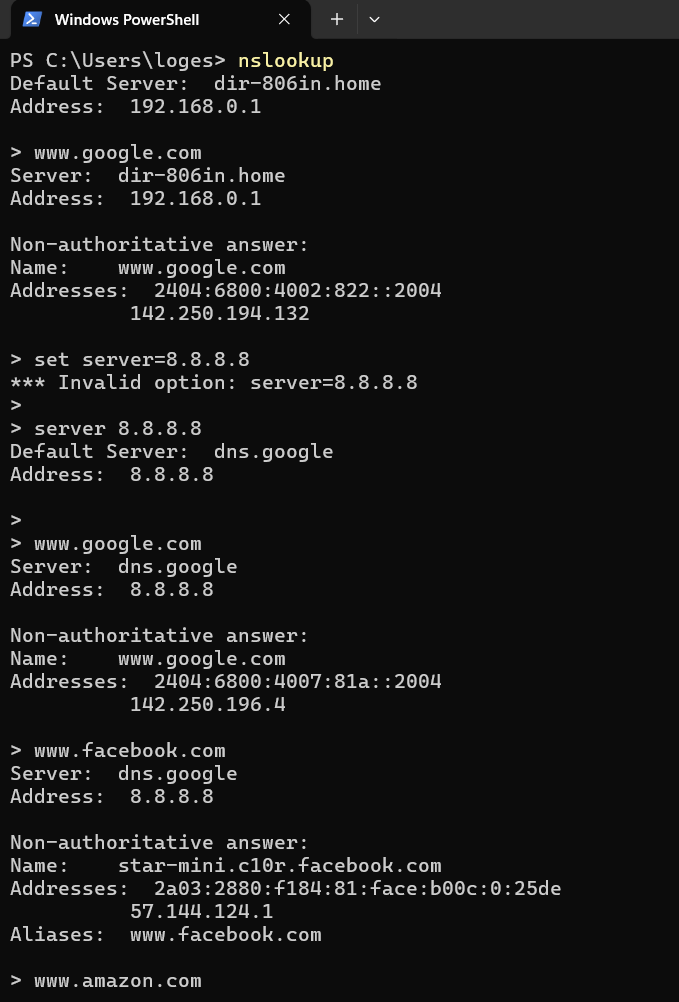 Windows PowerShell
PS C:\Users\loges> nslookup
Default Server:  dir-806in.home
Address:  192.168.0.1
> www.google.com
Server:  dir-806in.home
Address:  192.168.0.1
Non-authoritative answer:
Name:    www.google.com
Addresses:  2404:6800:4002:822::2004
          142.250.194.132
> set server=8.8.8.8
*** Invalid option: server=8.8.8.8
>
> server 8.8.8.8
Default Server:  dns.google
Address:  8.8.8.8
>
> www.google.com
Server:  dns.google
Address:  8.8.8.8
Non-authoritative answer:
Name:    www.google.com
Addresses:  2404:6800:4007:81a::2004
          142.250.196.4
> www.facebook.com
Server:  dns.google
Address:  8.8.8.8
Non-authoritative answer:
Name:    star-mini.c10r.facebook.com
Addresses:  2a03:2880:f184:81:face:b00c:0:25de
          57.144.124.1
Aliases:  www.facebook.com
> www.amazon.com